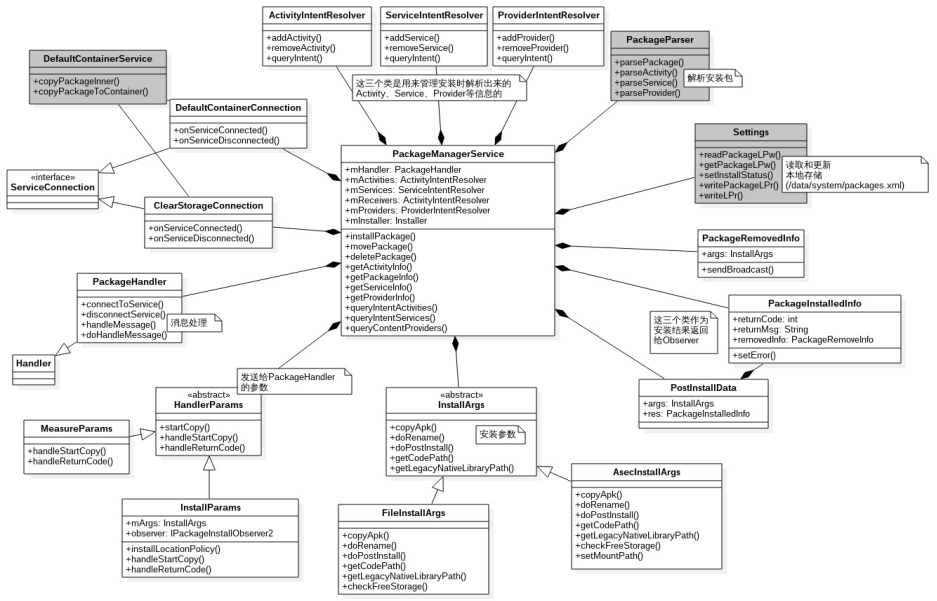 ActivityIntentResolver
+addActivity()
+removeActivity()
+queryIntent()
ServiceIntentResolver
+addService()
+removeService()
+queryIntent()
ProviderIntentResolver
+addProvider()
+removeProvider()
+queryIntent()
PackageParser
+parsePackage()
+parseActivity()
+parseService()
+parseProvider()
解析安装包
DefaultContainerService
+copyPackageInner()
+copyPackageToContainer()
这三个类是用来管理安装时解析出来的
Activity、Service、Provider等信息的
DefaultContainerConnection
+onServiceConnected()
+onServiceDisconnected()
Settings
+readPackageLPw()
+getPackageLPw()
+setInstallStatus()
+writePackageLPr()
+writeLPr()
读取和更新
本地存储
(/data/system/packages.xml)
«interface»
ServiceConnection
ClearStorageConnection
+onServiceConnected()
+onServiceDisconnected()
PackageManagerService
+mHandler: PackageHandler
+mActivities: ActivityIntentResolver
+mServices: ServiceIntentResolver
+mReceivers: ActivityIntentResolver
+mProviders: ProviderIntentResolver
+mInstaller: Installer
+installPackage()
+movePackage()
+deletePackage()
+getActivityInfo()
+getPackageInfo()
+getServiceInfo()
+getProviderInfo()
+queryIntentActivities()
+queryIntentServices()
+queryContentProviders()
PackageRemovedInfo
+args: InstallArgs
+sendBroadcast()
PackageHandler
+connectToService()
+disconnectService()
+handleMessage()
+doHandleMessage()
消息处理
Handler
PackageInstalledInfo
+returnCode: int
+returnMsg: String
+removedInfo: PackageRemoveInfo
+setError()
这三个类作为
安装结果返回
给Observer
PostInstallData
+args: InstallArgs
+res: PackageInstalledInfo
发送给PackageHandler
的参数
«abstract»
HandlerParams
+startCopy()
+handleStartCopy()
+handleReturnCode()
MeasureParams
+handleStartCopy()
+handleReturnCode()
«abstract»
InstallArgs
+copyApk()
+doRename()
+doPostInstall()
+getCodePath()
+getLegacyNativeLibraryPath()
安装参数
InstallParams
+mArgs: InstallArgs
+observer: IPackageInstallObserver2
+installLocationPolicy()
+handleStartCopy()
+handleReturnCode()
FileInstallArgs
+copyApk()
+doRename()
+doPostInstall()
+getCodePath()
+getLegacyNativeLibraryPath()
+checkFreeStorage()
AsecInstallArgs
+copyApk()
+doRename()
+doPostInstall()
+getCodePath()
+getLegacyNativeLibraryPath()
+checkFreeStorage()
+setMountPath()